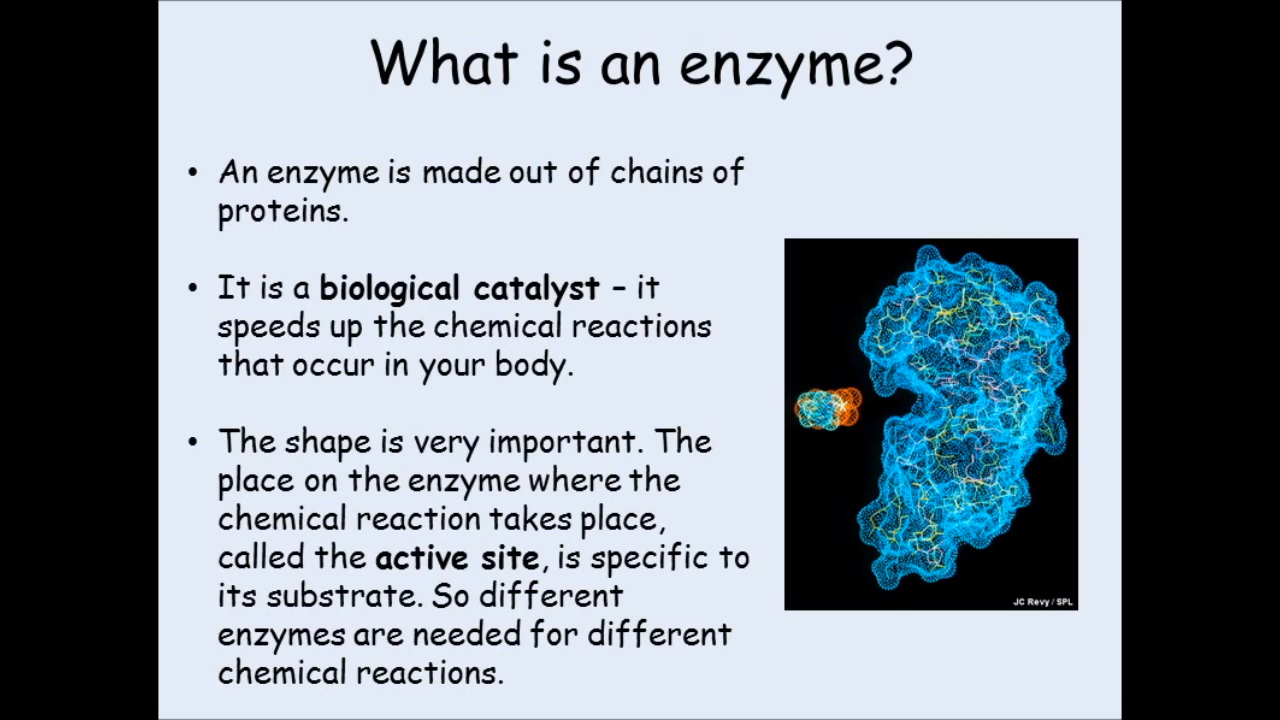 What is an enzyme?
• An enzyme is made out of chains of
proteins.
• It is a biological catalyst – it
speeds up the chemical reactions
that occur in your body.
• The shape is very important. The
place on the enzyme where the
chemical reaction takes place,
called the active site, is specific to
its substrate. So different
enzymes are needed for different
chemical reactions.
JC Revy / SPL